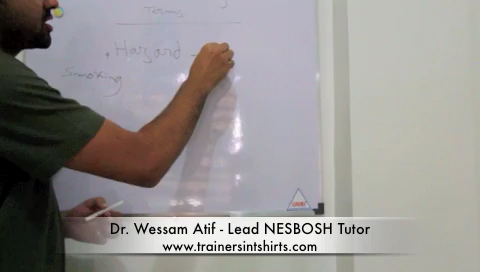 Terms
. Hazard -
Smoking
Dr. Wessam Atif - Lead NESBOSH Tutor
www.trainersintshirts.com